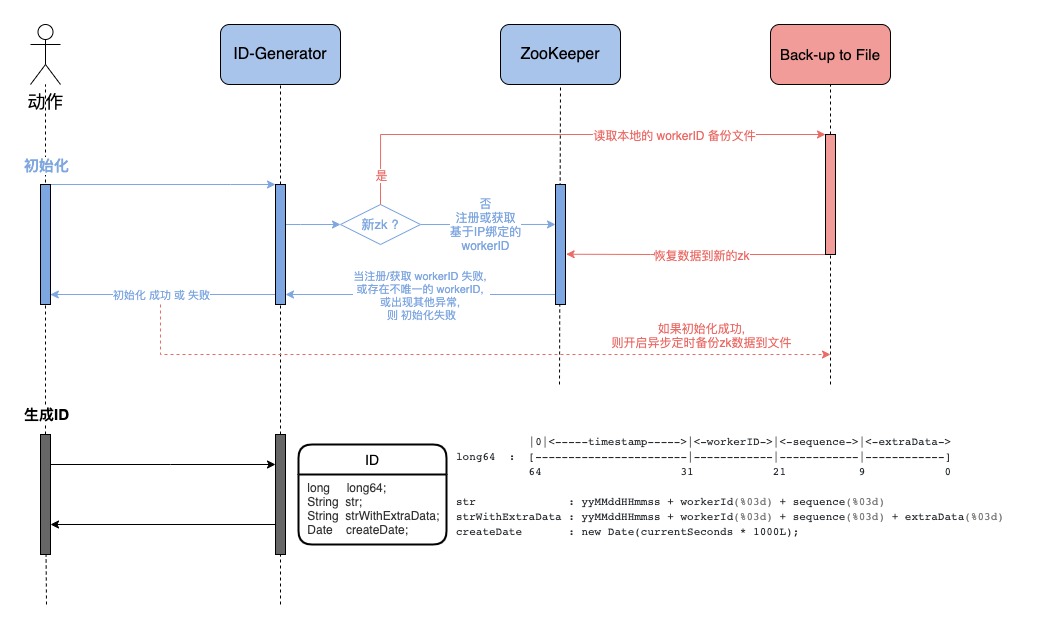 ID-Generator
ZooKeeper
Back-up to File
动作
读取本地的 workerID 备份文件
初始化
是
新zk ?
否
注册或获取
基于IP绑定的
workerID
恢复数据到新的zk
当注册/获取 workerID 失败,
或存在不唯一的 workerID,
或出现其他异常,
则 初始化失败
初始化 成功 或 失败
如果初始化成功,
则开启异步定时备份zk数据到文件
生成ID
ID
long long64;
String str;
String strWithExtraData;
Date createDate;
|0|<-----timestamp----->|<-workerID->|<-sequence->|<-extraData->
long64 : [-----------------------|------------|------------|------------]
64 31 21 9 0
str : yyMMddHHmmss + workerId(%03d) + sequence(%03d)
strWithExtraData : yyMMddHHmmss + workerId(%03d) + sequence(%03d) + extraData(%03d)
createDate : new Date(currentSeconds * 1000L);